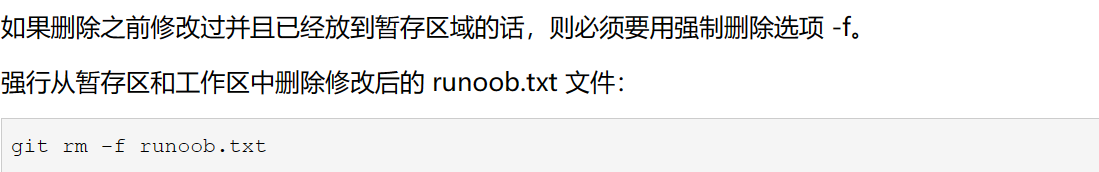 如果删除之前修改过并且已经放到暂存区域的话，则必须要用强制删除选项 -f。
强行从暂存区和工作区中删除修改后的 runoob.txt 文件：
git rm -f runoob.txt